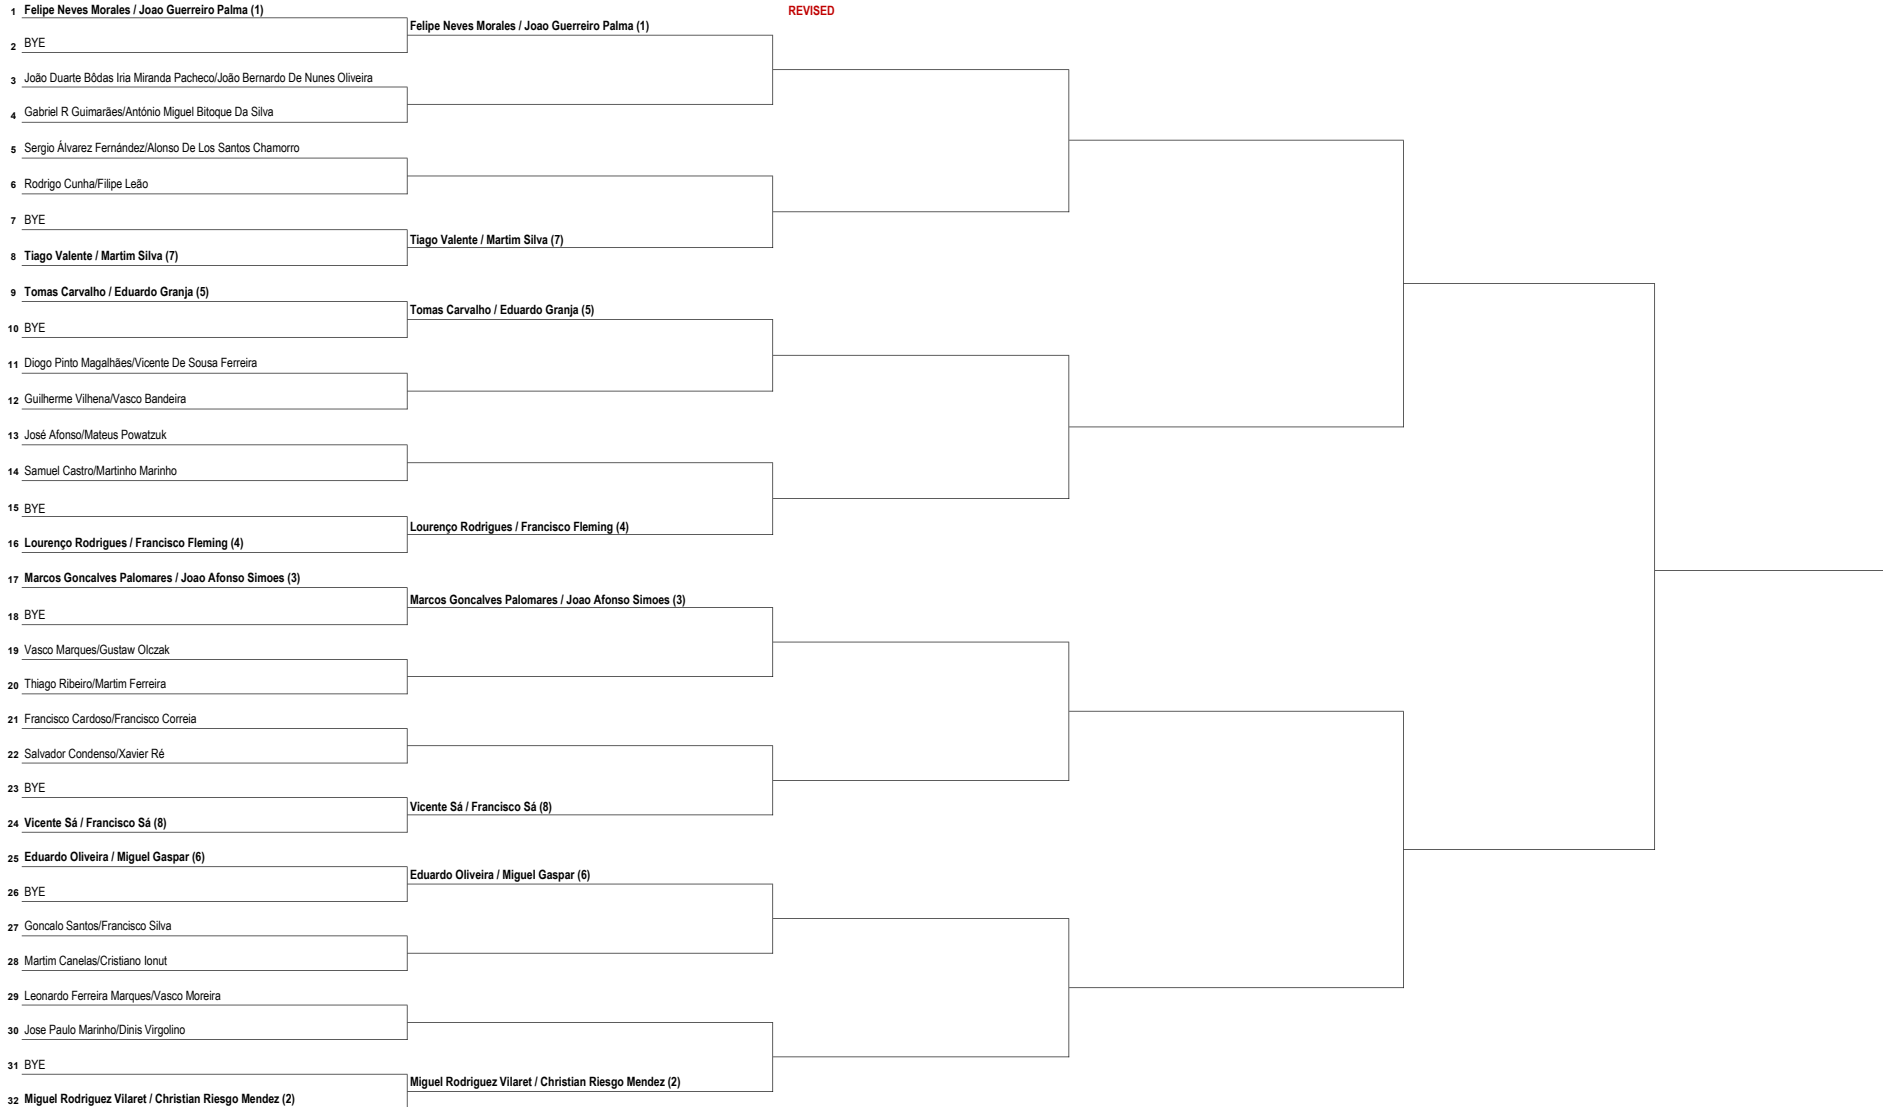 1 Felipe Neves Morales / Joao Guerreiro Palma (1)
REVISED
Felipe Neves Morales / Joao Guerreiro Palma (1)
2 BYE
3 João Duarte Bôdas Iria Miranda Pacheco/João Bernardo De Nunes Oliveira
4 Gabriel R Guimarães/António Miguel Bitoque Da Silva
5 Sergio Álvarez Fernández/Alonso De Los Santos Chamorro
6 Rodrigo Cunha/Filipe Leão
7 BYE
Tiago Valente / Martim Silva (7)
8 Tiago Valente / Martim Silva (7)
9 Tomas Carvalho / Eduardo Granja (5)
Tomas Carvalho / Eduardo Granja (5)
10 BYE
11 Diogo Pinto Magalhães/Vicente De Sousa Ferreira
12 Guilherme Vilhena/Vasco Bandeira
13 José Afonso/Mateus Powatzuk
14 Samuel Castro/Martinho Marinho
15 BYE
Lourenço Rodrigues / Francisco Fleming (4)
16 Lourenço Rodrigues / Francisco Fleming (4)
17 Marcos Goncalves Palomares / Joao Afonso Simoes (3)
Marcos Goncalves Palomares / Joao Afonso Simoes (3)
18 BYE
19 Vasco Marques/Gustaw Olczak
20 Thiago Ribeiro/Martim Ferreira
21 Francisco Cardoso/Francisco Correia
22 Salvador Condenso/Xavier Ré
23 BYE
Vicente Sá / Francisco Sá (8)
24 Vicente Sá / Francisco Sá (8)
25 Eduardo Oliveira / Miguel Gaspar (6)
Eduardo Oliveira / Miguel Gaspar (6)
26 BYE
27 Goncalo Santos/Francisco Silva
28 Martim Canelas/Cristiano Ionut
29 Leonardo Ferreira Marques/Vasco Moreira
30 Jose Paulo Marinho/Dinis Virgolino
31 BYE
Miguel Rodriguez Vilaret / Christian Riesgo Mendez (2)
32 Miguel Rodriguez Vilaret / Christian Riesgo Mendez (2)